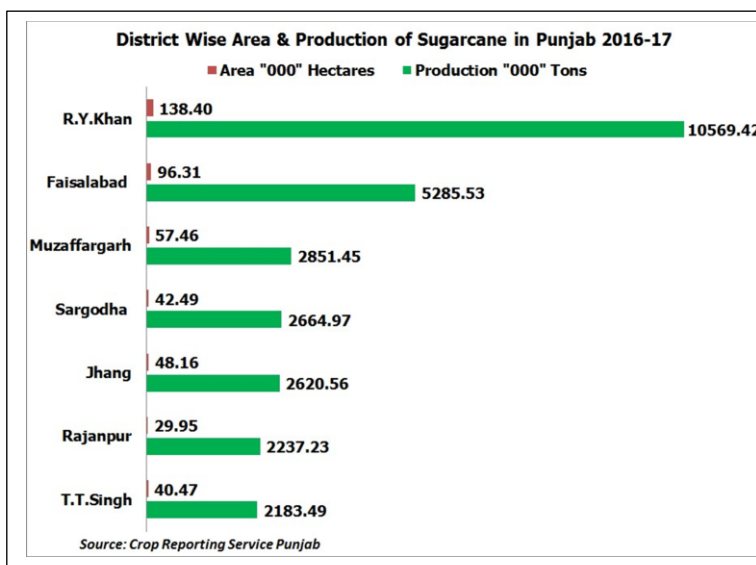 District Wise Area & Production of Sugarcane in Punjab 2016-17
Area "000" Hectares Production "000" Tons
R.Y.Khan 138.40
10569.42
Faisalabad 96.31
5285.53
Muzaffargarh 57.46
2851.45
Sargodha 42.49
2664.97
Jhang 48.16
2620.56
Rajanpur 29.95
2237.23
T.T.Singh 40.47
2183.49
Source: Crop Reporting Service Punjab